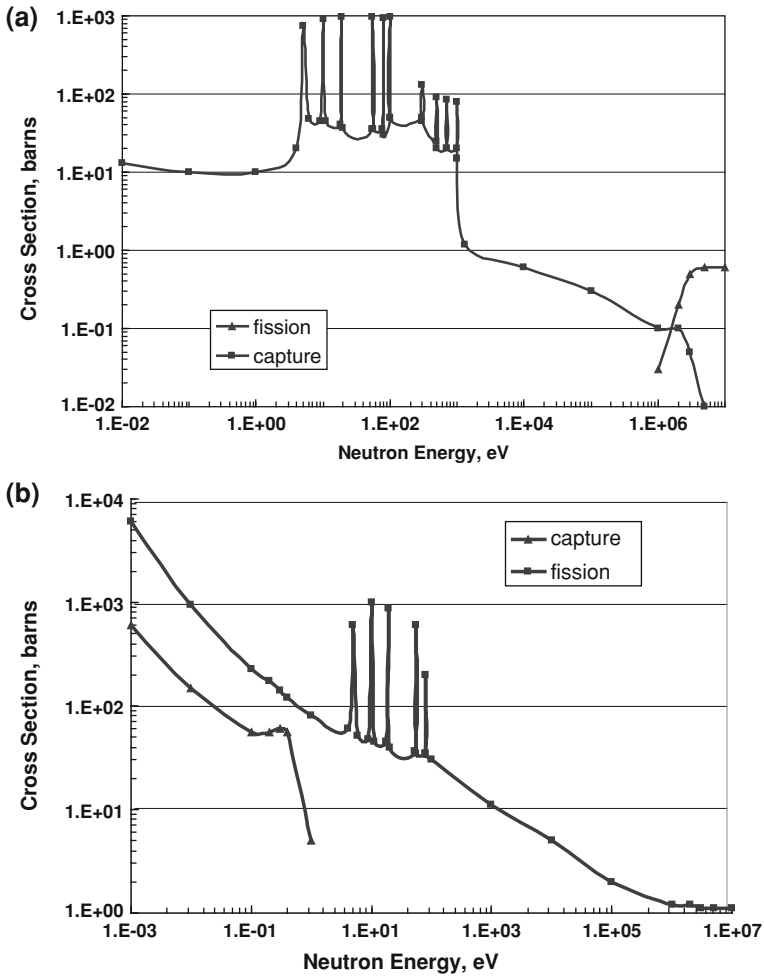 (a)
1.E+03
1.E+02
1.E+01
1.E+00
1.E-01
1.E-02
Cross Section, barns
fission
capture
1.E-02
1.E+00
1.E+02
1.E+04
1.E+06
Neutron Energy, eV
(b)
1.E+04
1.E+03
1.E+02
1.E+01
1.E+00
Cross Section, barns
capture
fission
1.E-03
1.E-01
1.E+01
1.E+03
1.E+05
1.E+07
Neutron Energy, eV